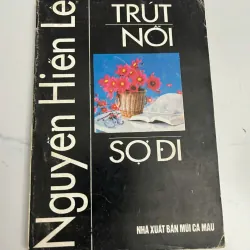 Nguyễn Hiến Lê
TRÚT
NỖI
SỢ ĐI
NHÀ XUẤT BẢN MŨI CÀ MAU